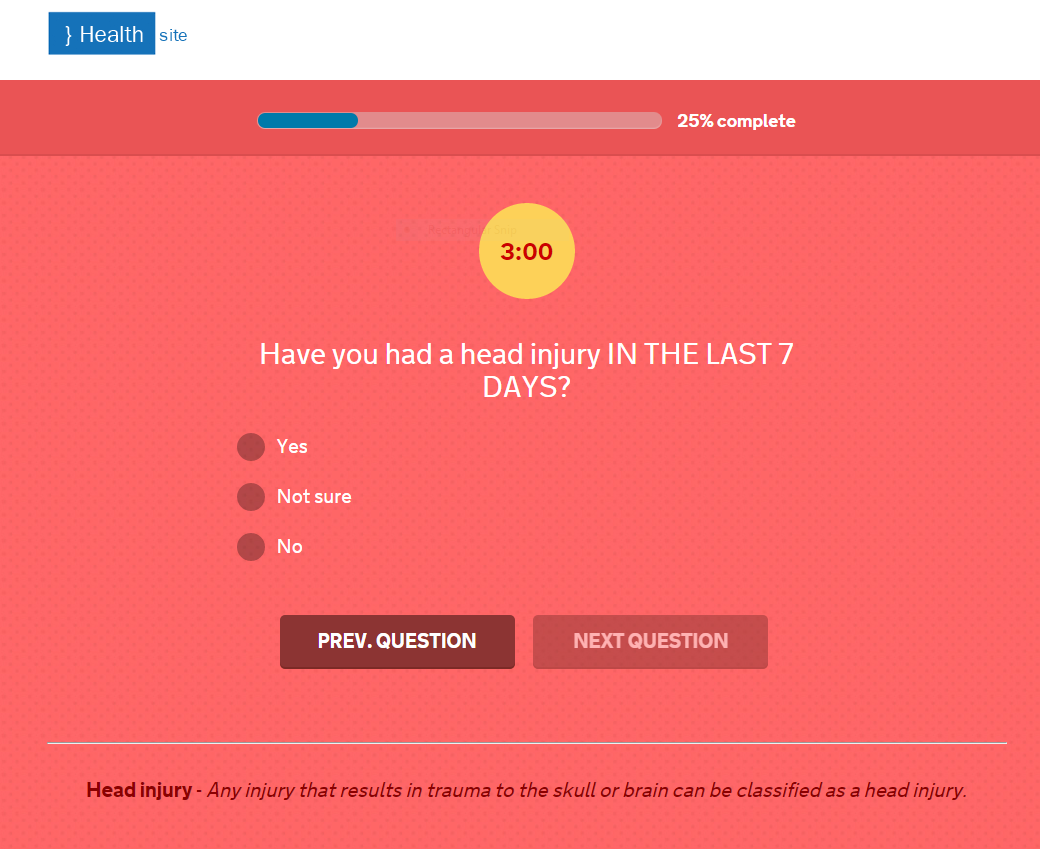 } Health site
25% complete
3:00
Have you had a head injury IN THE LAST 7
DAYS?
Yes
Not sure
No
PREV. QUESTION NEXT QUESTION
Head injury - Any injury that results in trauma to the skull or brain can be classified as a head injury.